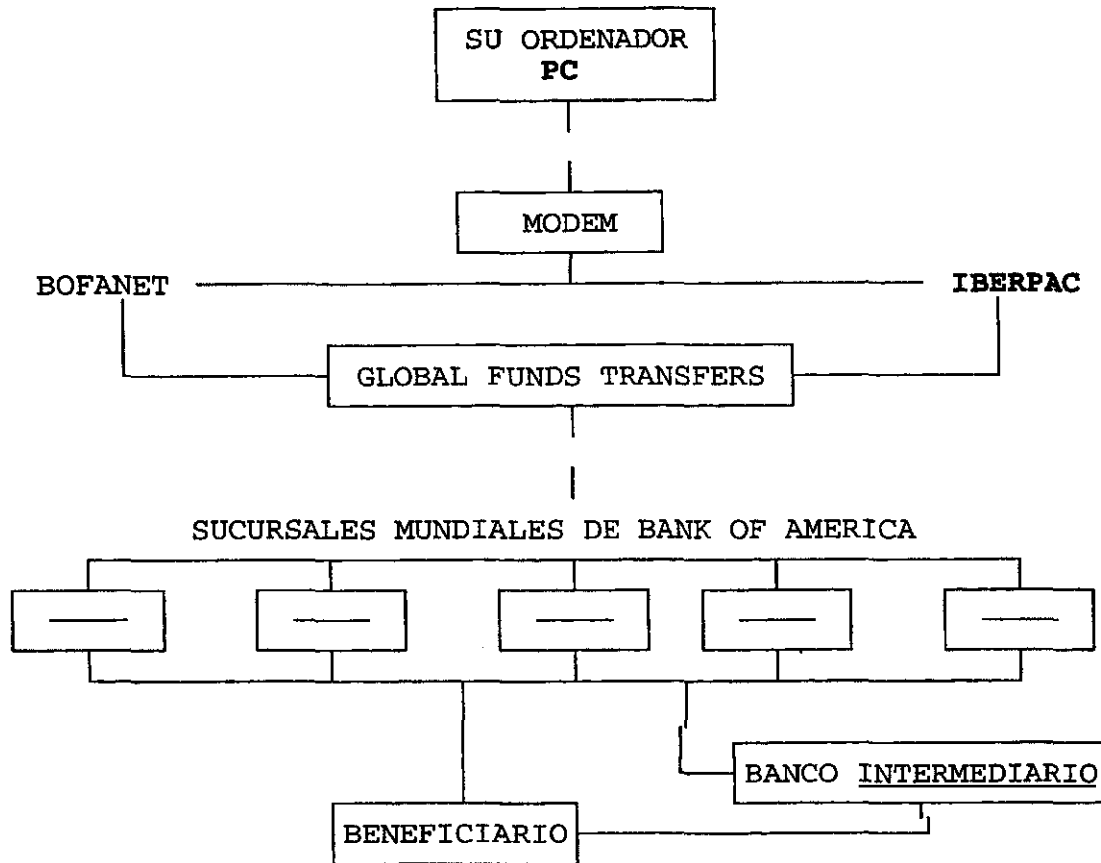 SU ORDENADOR
PC
MODEM
BOFANET
IBERPAC
GLOBAL FUNDS TRANSFERS
SUCURSALES MUNDIALES DE BANK OF AMERICA
BANCO INTERMEDIARIO
BENEFICIARIO